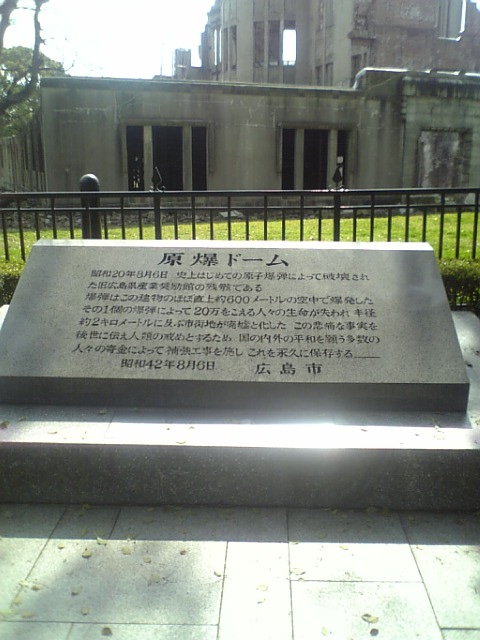 原爆ドーム
昭和20年8月6日 史上はじめての原子爆弾によって破壊され
た旧広島県産業奨励館の残骸である
爆弾はこの建物のほぼ直上約600メートルの空中で爆発した
その1個の爆弾によって20万をこえる人々の生命が失われ 半径
約2キロメートルに及ぶ市街地が廃墟と化した この悲痛な事実を
後世に伝え人類の戒めとするため 国の内外の平和を願う多数の
人々の寄金によって補強工事を施し これを永久に保存する
昭和42年8月6日 広島市